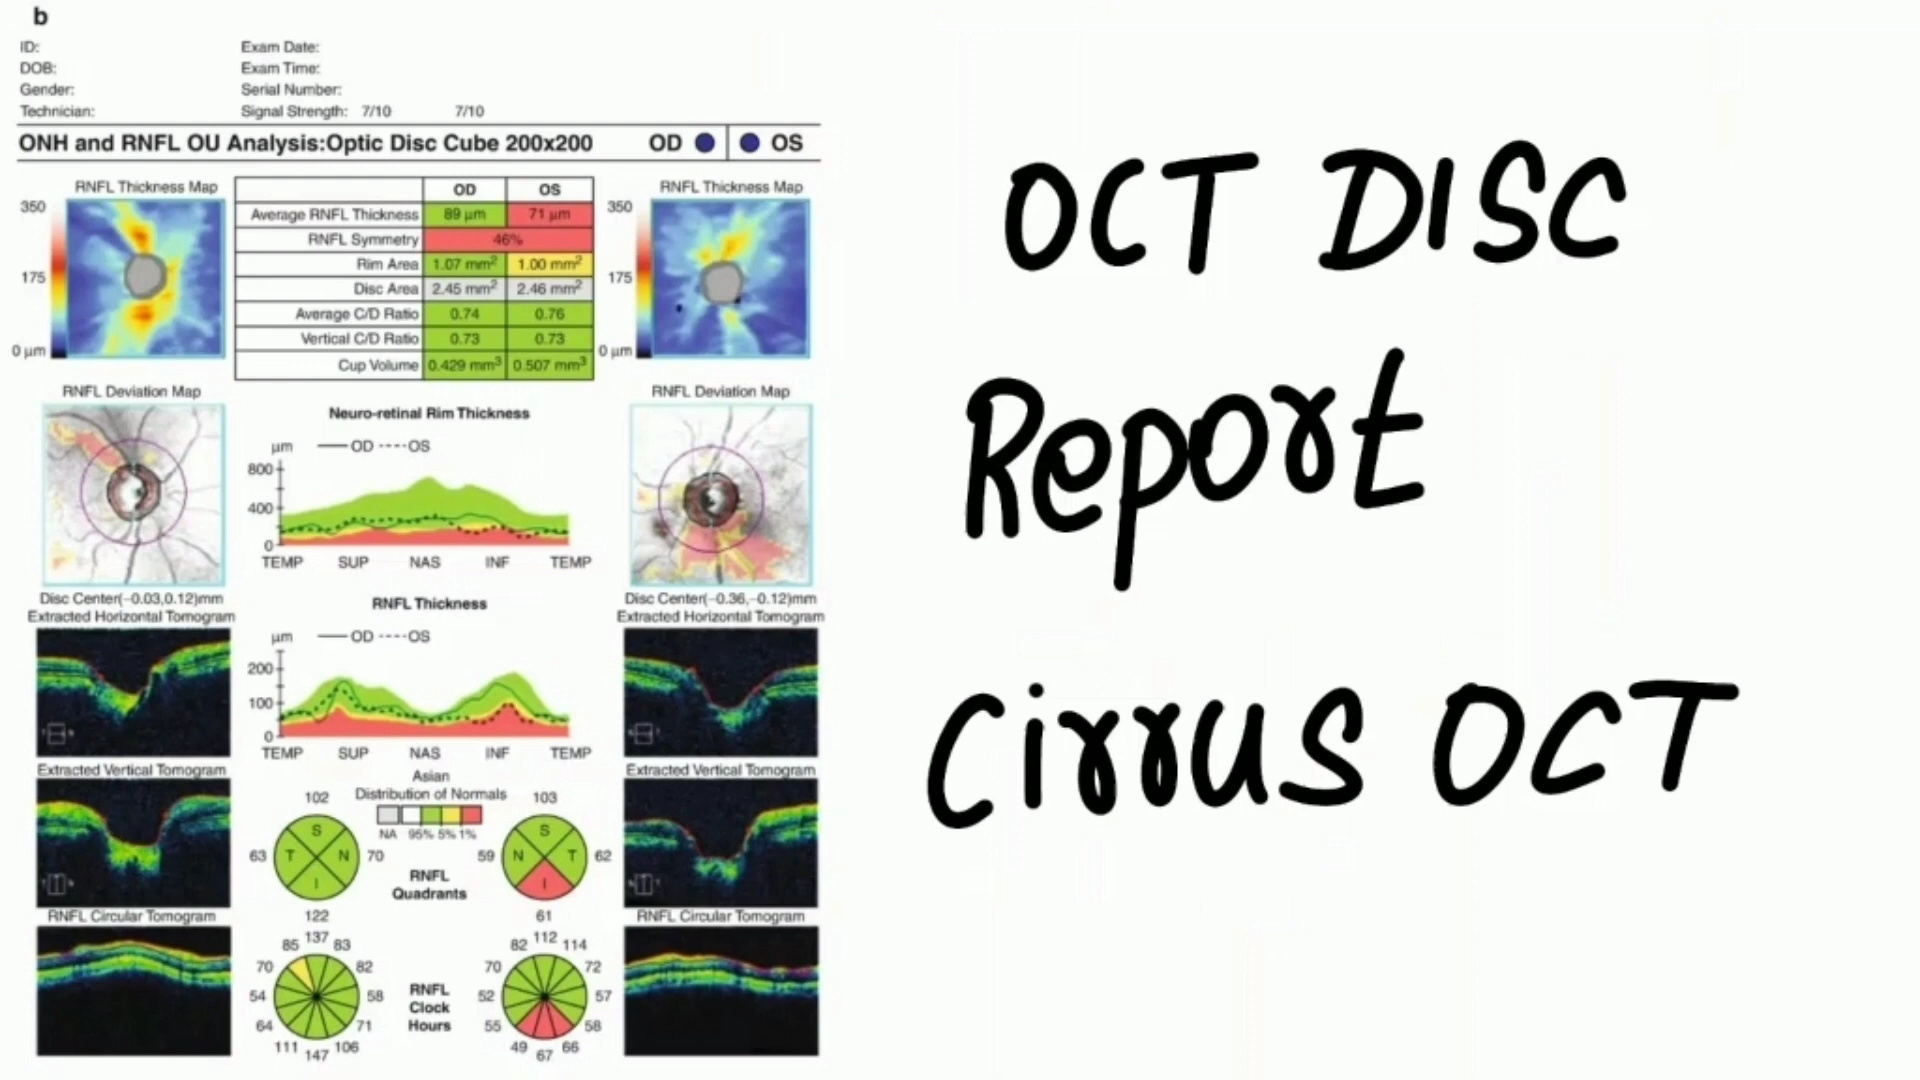 b
ID: Exam Date:
DOB: Exam Time:
Gender: Serial Number:
Technician: Signal Strength: 7/10 7/10
ONH and RNFL OU Analysis:Optic Disc Cube 200x200 OD OS
RNFL Thickness Map
350
175
0 μm
OD OS
Average RNFL Thickness 89 μm 71 μm
RNFL Symmetry 46%
Rim Area 1.07 mm² 1.00 mm²
Disc Area 2.45 mm² 2.46 mm²
Average C/D Ratio 0.74 0.76
Vertical C/D Ratio 0.73 0.73
Cup Volume 0.429 mm³ 0.507 mm³
RNFL Thickness Map
350
175
0 μm
RNFL Deviation Map
Disc Center(−0.03,0.12)mm
Extracted Horizontal Tomogram
Extracted Vertical Tomogram
RNFL Circular Tomogram
Neuro-retinal Rim Thickness
μm OD OS
800
400
0
TEMP SUP NAS INF TEMP
RNFL Thickness
μm OD OS
200
100
0
TEMP SUP NAS INF TEMP
Asian
Distribution of Normals
NA 95% 5% 1%
102
S
63 T N 70
I
122
RNFL
Quadrants
103
S
59 N T 62
I
61
137
85 83
70 82
54 58
64 71
111 106
147
RNFL
Clock
Hours
112
82 114
70 72
52 57
55 58
49 66
67
RNFL Deviation Map
Disc Center(−0.36,−0.12)mm
Extracted Horizontal Tomogram
Extracted Vertical Tomogram
RNFL Circular Tomogram
OCT DISC
Report
Cirrus OCT